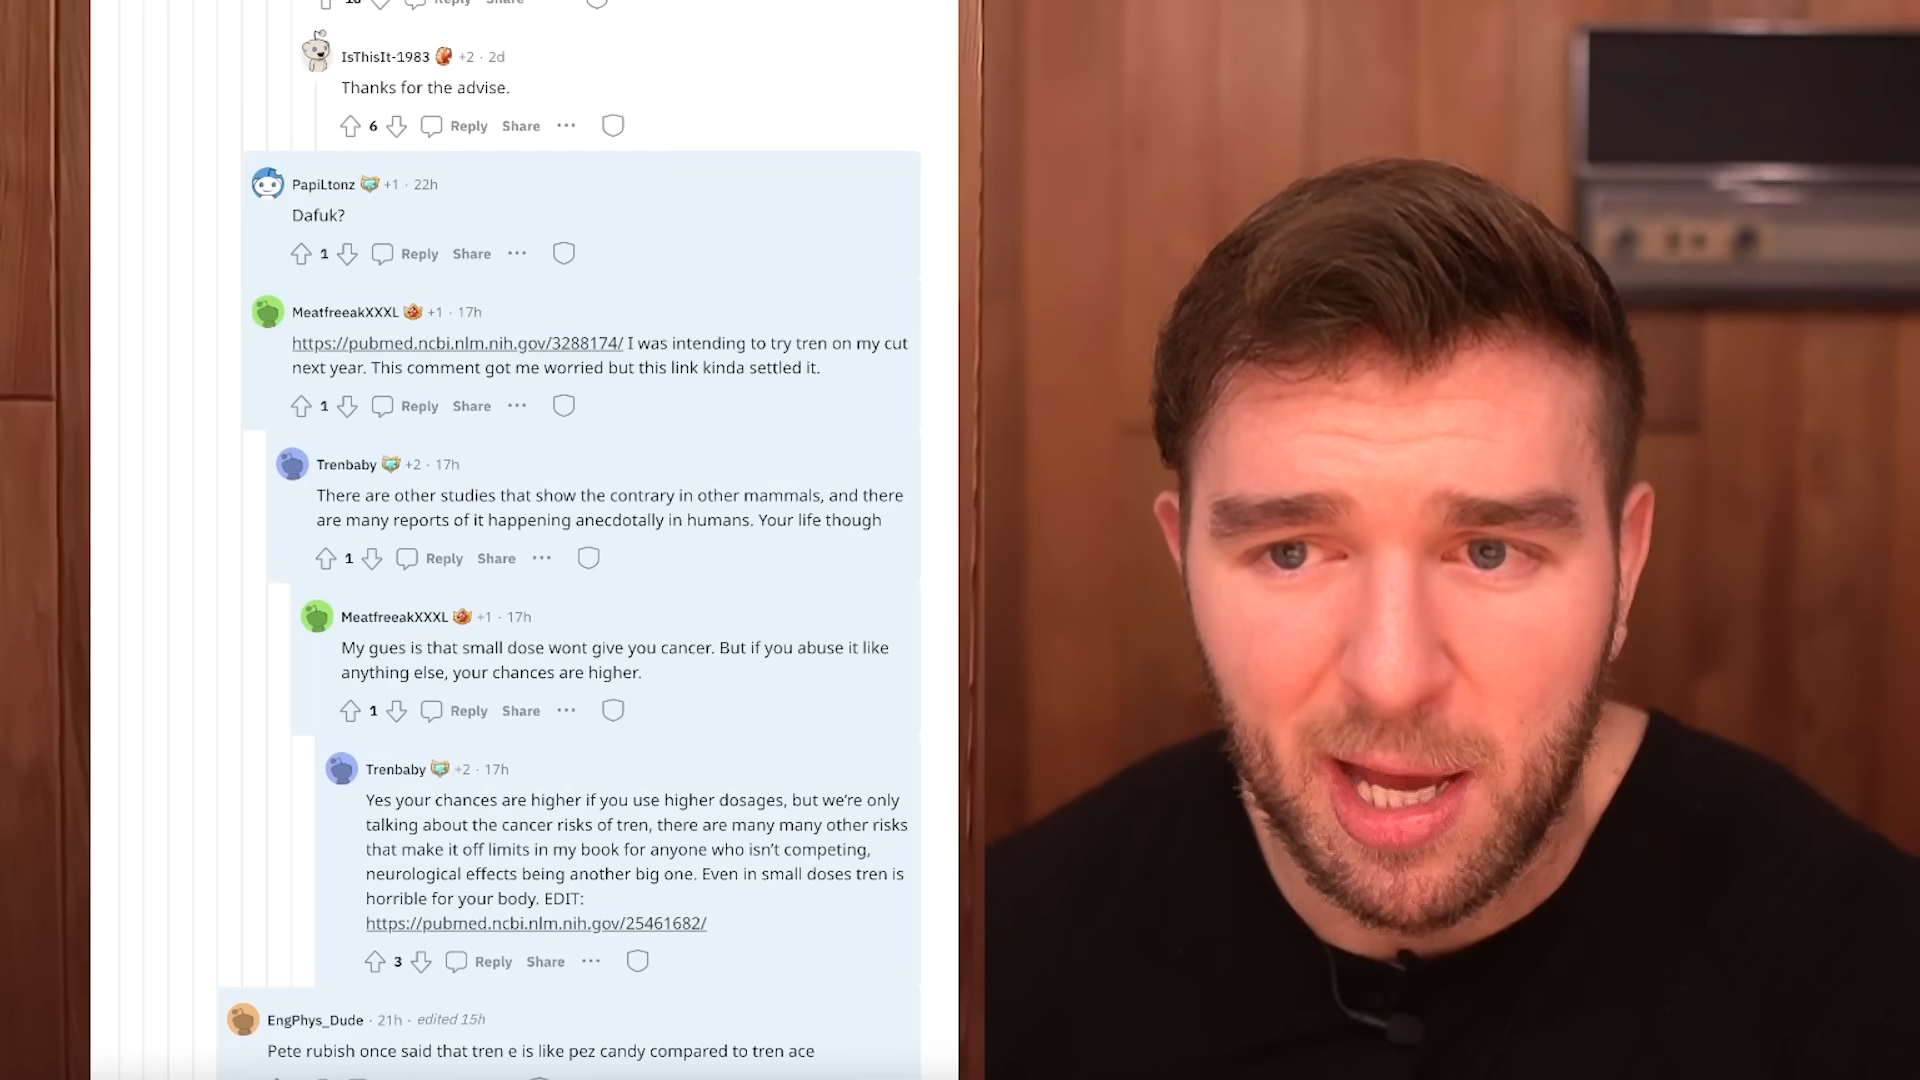 16 Reply Share
IsThisIt-1983 +2 · 2d
Thanks for the advise.
6 Reply Share ···
PapiLtonz +1 · 22h
Dafuk?
1 Reply Share ···
MeatfreeakXXXL +1 · 17h
https://pubmed.ncbi.nlm.nih.gov/3288174/ I was intending to try tren on my cut
next year. This comment got me worried but this link kinda settled it.
1 Reply Share ···
Trenbaby +2 · 17h
There are other studies that show the contrary in other mammals, and there
are many reports of it happening anecdotally in humans. Your life though
1 Reply Share ···
MeatfreeakXXXL +1 · 17h
My gues is that small dose wont give you cancer. But if you abuse it like
anything else, your chances are higher.
1 Reply Share ···
Trenbaby +2 · 17h
Yes your chances are higher if you use higher dosages, but we’re only
talking about the cancer risks of tren, there are many many other risks
that make it off limits in my book for anyone who isn’t competing,
neurological effects being another big one. Even in small doses tren is
horrible for your body. EDIT:
https://pubmed.ncbi.nlm.nih.gov/25461682/
3 Reply Share ···
EngPhys_Dude · 21h · edited 15h
Pete rubish once said that tren e is like pez candy compared to tren ace